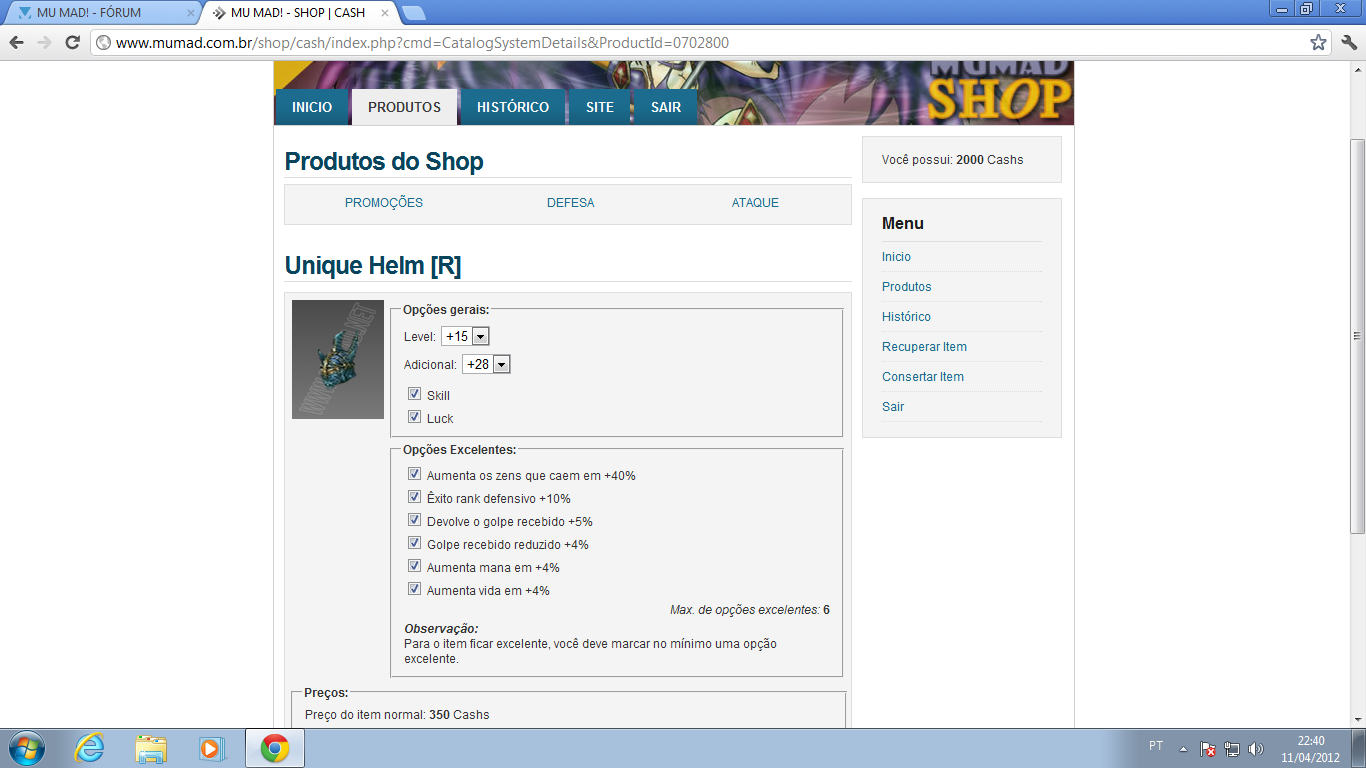 MU MAD! - FÓRUM
MU MAD! - SHOP | CASH
www.mumad.com.br/shop/cash/index.php?cmd=CatalogSystemDetails&ProductId=0702800
MUMAD
SHOP
INICIO
PRODUTOS
HISTÓRICO
SITE
SAIR
Produtos do Shop
PROMOÇÕES
DEFESA
ATAQUE
Você possui: 2000 Cashs
Menu
Inicio
Produtos
Histórico
Recuperar Item
Consertar Item
Sair
Unique Helm [R]
Opções gerais:
Level: +15
Adicional: +28
Skill
Luck
Opções Excelentes:
Aumenta os zens que caem em +40%
Êxito rank defensivo +10%
Devolve o golpe recebido +5%
Golpe recebido reduzido +4%
Aumenta mana em +4%
Aumenta vida em +4%
Max. de opções excelentes: 6
Observação:
Para o item ficar excelente, você deve marcar no mínimo uma opção
excelente.
Preços:
Preço do item normal: 350 Cashs
PT
22:40
11/04/2012